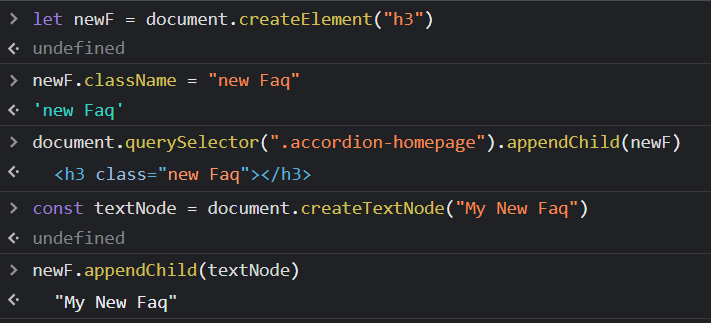 let newF = document.createElement("h3")
undefined
newF.className = "new Faq"
'new Faq'
document.querySelector(".accordion-homepage").appendChild(newF)
<h3 class="new Faq"></h3>
const textNode = document.createTextNode("My New Faq")
undefined
newF.appendChild(textNode)
"My New Faq"